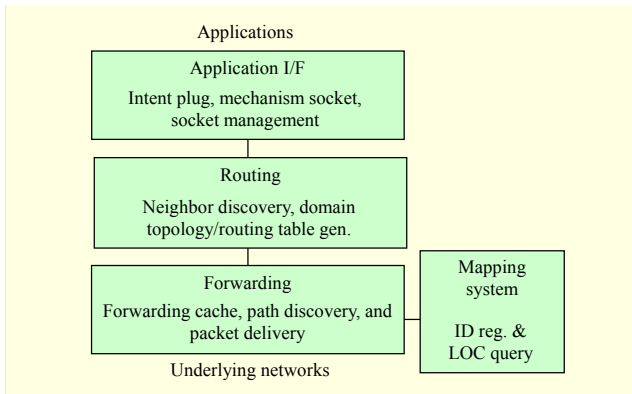 Applications
Application I/F
Intent plug, mechanism socket,
socket management
Routing
Neighbor discovery, domain
topology/routing table gen.
Forwarding
Forwarding cache, path discovery, and
packet delivery
Mapping
system
ID reg. &
LOC query
Underlying networks